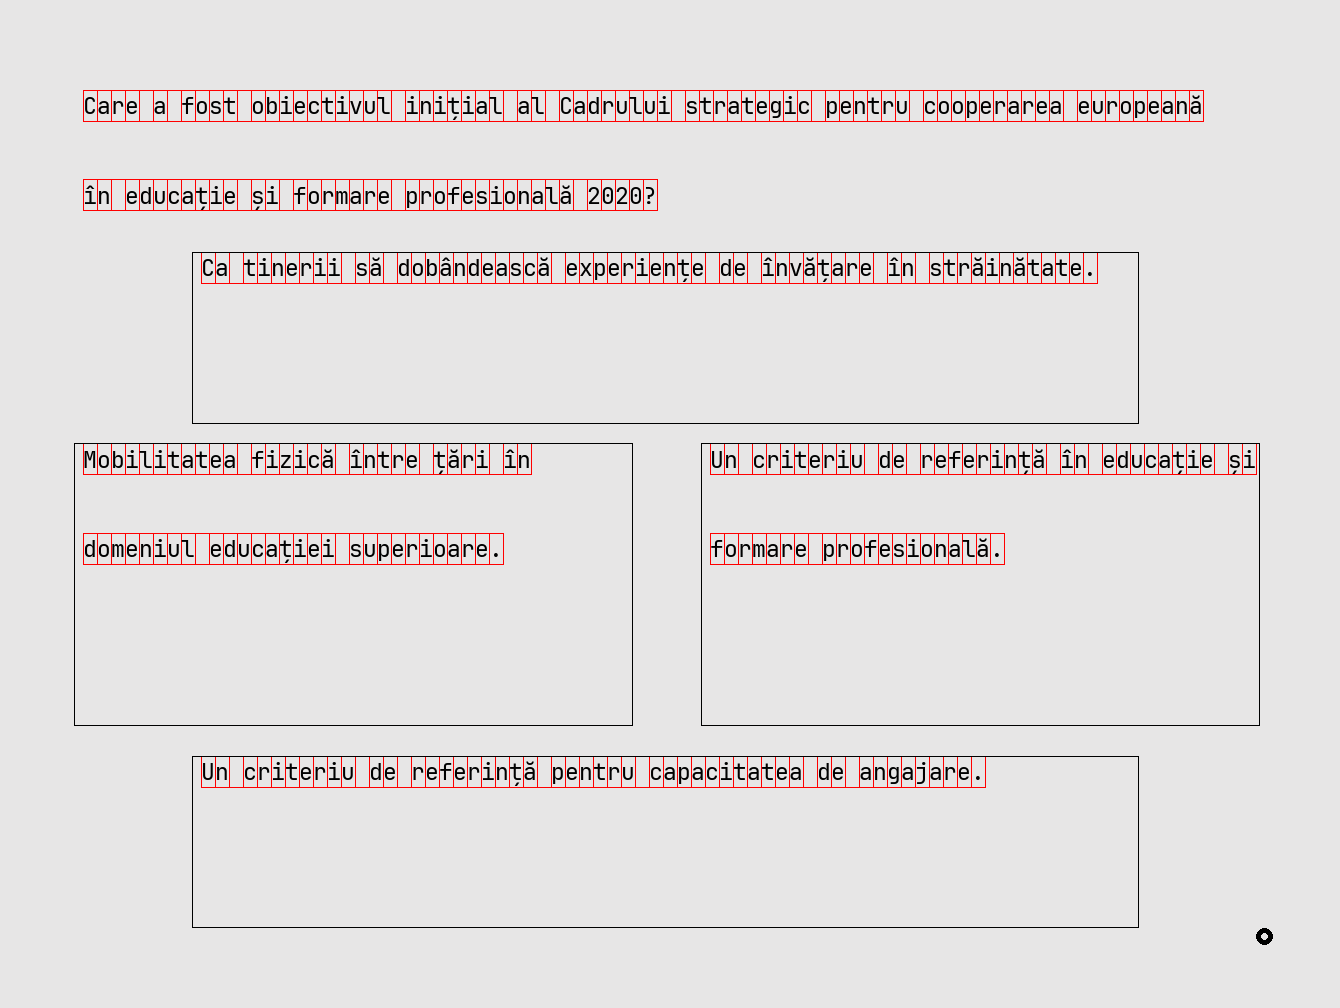 Care a fost obiectivul inițial al Cadrului strategic pentru cooperarea europeană
în educație și formare profesională 2020?
Ca tinerii să dobândească experiențe de învățare în străinătate.
Mobilitatea fizică între țări în
domeniul educației superioare.
Un criteriu de referință în educație și
formare profesională.
Un criteriu de referință pentru capacitatea de angajare.